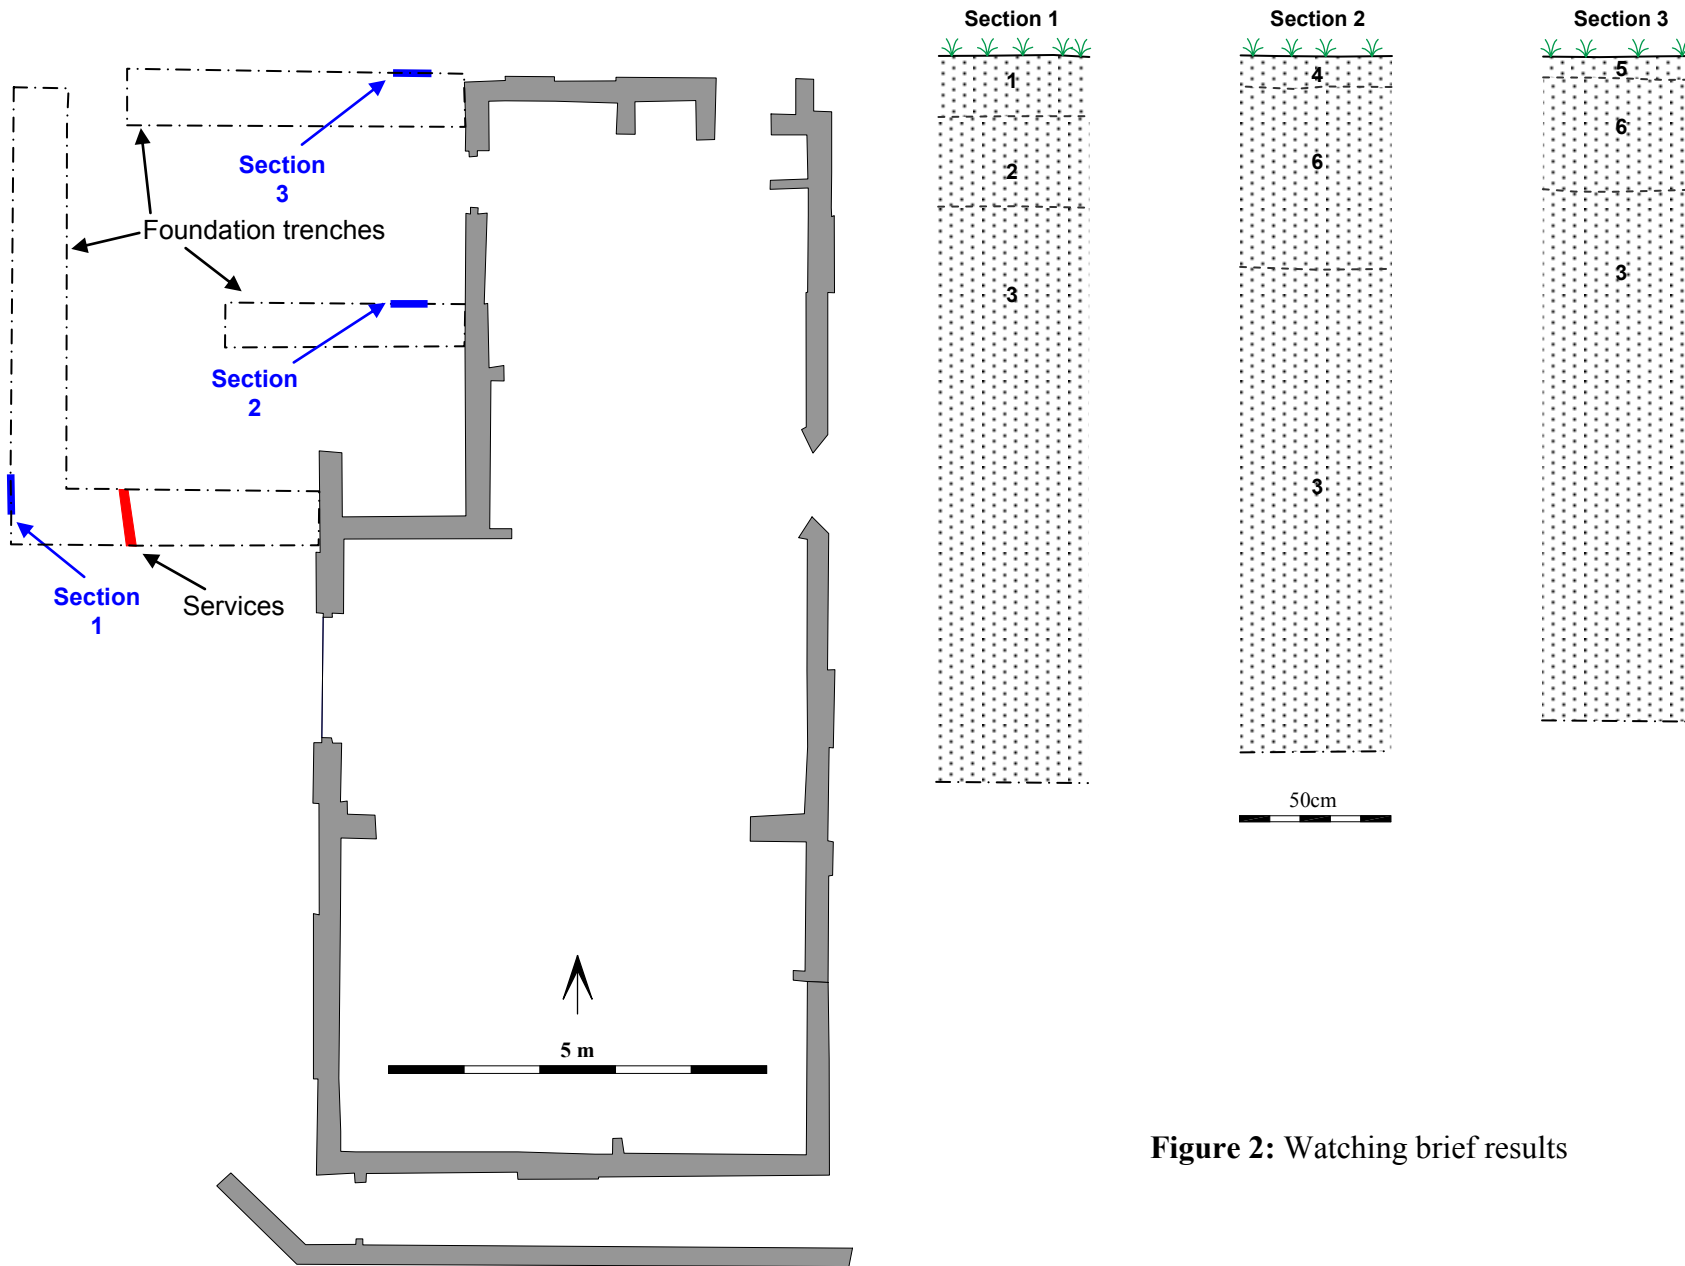 Section 1
Section 2
Section 3
1
2
3
4
6
3
5
6
3
50cm
Section
3
Foundation trenches
Section
2
Section
1
Services
5 m
Figure 2: Watching brief results